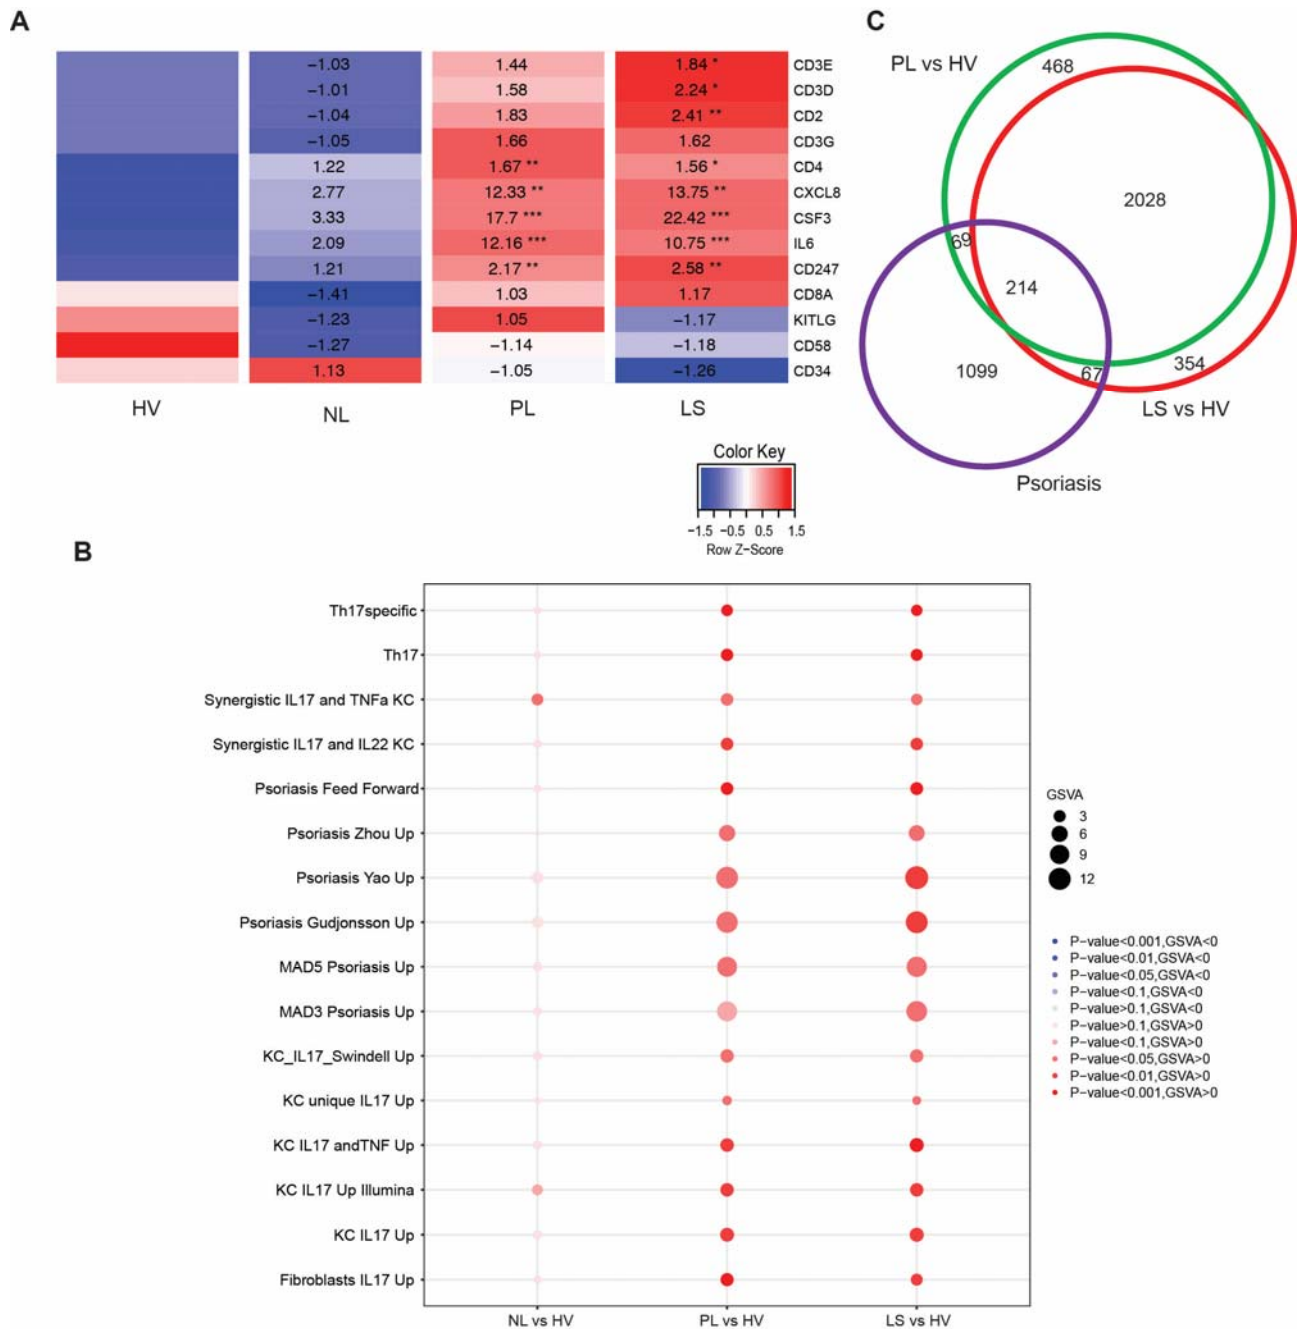 A
−1.03 1.44 1.84 * CD3E
−1.01 1.58 2.24 * CD3D
−1.04 1.83 2.41 ** CD2
−1.05 1.66 1.62 CD3G
1.22 1.67 ** 1.56 * CD4
2.77 12.33 ** 13.75 ** CXCL8
3.33 17.7 *** 22.42 *** CSF3
2.09 12.16 *** 10.75 *** IL6
1.21 2.17 ** 2.58 ** CD247
−1.41 1.03 1.17 CD8A
−1.23 1.05 −1.17 KITLG
−1.27 −1.14 −1.18 CD58
1.13 −1.05 −1.26 CD34
HV NL PL LS
Color Key
−1.5 −0.5 0.5 1.5
Row Z−Score
C
PL vs HV
468
2028
69
214
1099
67
354
LS vs HV
Psoriasis
B
Th17specific
Th17
Synergistic IL17 and TNFa KC
Synergistic IL17 and IL22 KC
Psoriasis Feed Forward
Psoriasis Zhou Up
Psoriasis Yao Up
Psoriasis Gudjonsson Up
MAD5 Psoriasis Up
MAD3 Psoriasis Up
KC_IL17_Swindell Up
KC unique IL17 Up
KC IL17 andTNF Up
KC IL17 Up Illumina
KC IL17 Up
Fibroblasts IL17 Up
NL vs HV PL vs HV LS vs HV
GSVA
3
6
9
12
P−value<0.001,GSVA<0
P−value<0.01,GSVA<0
P−value<0.05,GSVA<0
P−value<0.1,GSVA<0
P−value>0.1,GSVA<0
P−value>0.1,GSVA>0
P−value<0.1,GSVA>0
P−value<0.05,GSVA>0
P−value<0.01,GSVA>0
P−value<0.001,GSVA>0